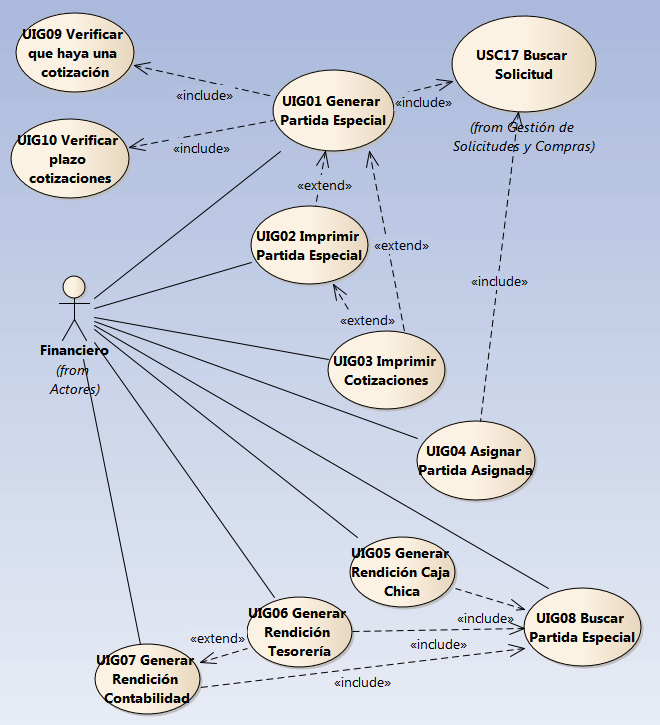 UIG09 Verificar
que haya una
cotización
USC17 Buscar
Solicitud
(from Gestión de
Solicitudes y Compras)
«include»
UIG01 Generar
Partida Especial
«include»
UIG10 Verificar
plazo
cotizaciones
«include»
«extend»
UIG02 Imprimir
Partida Especial
«extend»
«include»
«extend»
Financiero
(from
Actores)
UIG03 Imprimir
Cotizaciones
UIG04 Asignar
Partida Asignada
UIG05 Generar
Rendición Caja
Chica
UIG06 Generar
Rendición
Tesorería
«include»
UIG08 Buscar
Partida Especial
«extend»
«include»
UIG07 Generar
Rendición
Contabilidad
«include»